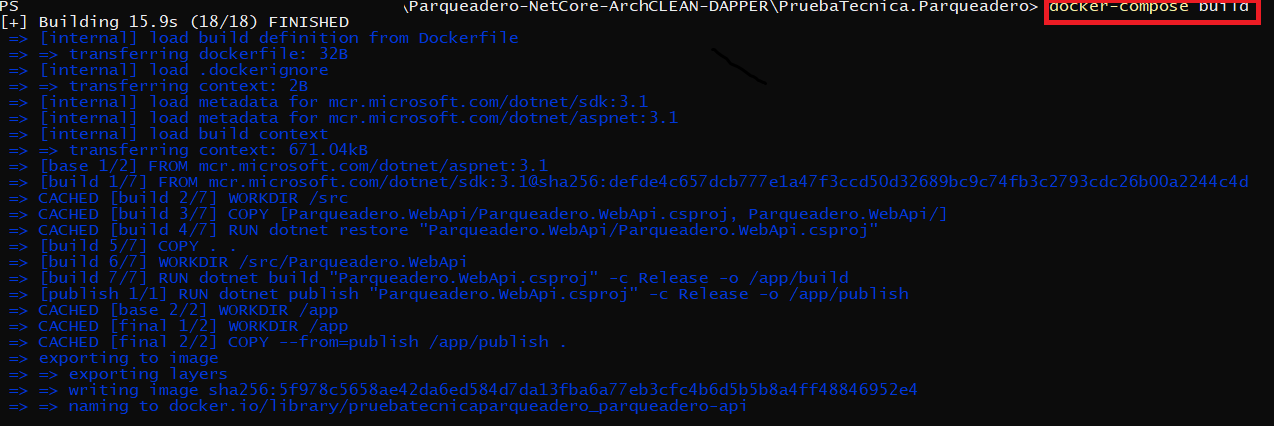 PS \Parqueadero-NetCore-ArchCLEAN-DAPPER\PruebaTecnica.Parqueadero> docker-compose build
[+] Building 15.9s (18/18) FINISHED
=> [internal] load build definition from Dockerfile
=> => transferring dockerfile: 32B
=> [internal] load .dockerignore
=> => transferring context: 2B
=> [internal] load metadata for mcr.microsoft.com/dotnet/sdk:3.1
=> [internal] load metadata for mcr.microsoft.com/dotnet/aspnet:3.1
=> [internal] load build context
=> => transferring context: 671.04kB
=> [base 1/2] FROM mcr.microsoft.com/dotnet/aspnet:3.1
=> [build 1/7] FROM mcr.microsoft.com/dotnet/sdk:3.1@sha256:defde4c657dcb777e1a47f3ccd50d32689bc9c74fb3c2793cdc26b00a2244c4d
=> CACHED [build 2/7] WORKDIR /src
=> CACHED [build 3/7] COPY [Parqueadero.WebApi/Parqueadero.WebApi.csproj, Parqueadero.WebApi/]
=> CACHED [build 4/7] RUN dotnet restore "Parqueadero.WebApi/Parqueadero.WebApi.csproj"
=> [build 5/7] COPY . .
=> [build 6/7] WORKDIR /src/Parqueadero.WebApi
=> [build 7/7] RUN dotnet build "Parqueadero.WebApi.csproj" -c Release -o /app/build
=> [publish 1/1] RUN dotnet publish "Parqueadero.WebApi.csproj" -c Release -o /app/publish
=> CACHED [base 2/2] WORKDIR /app
=> CACHED [final 1/2] WORKDIR /app
=> CACHED [final 2/2] COPY --from=publish /app/publish .
=> exporting to image
=> => exporting layers
=> => writing image sha256:5f978c5658ae42da6ed584d7da13fba6a77eb3cfc4b6d5b5b8a4ff48846952e4
=> => naming to docker.io/library/pruebatecnicaparqueadero_parqueadero-api